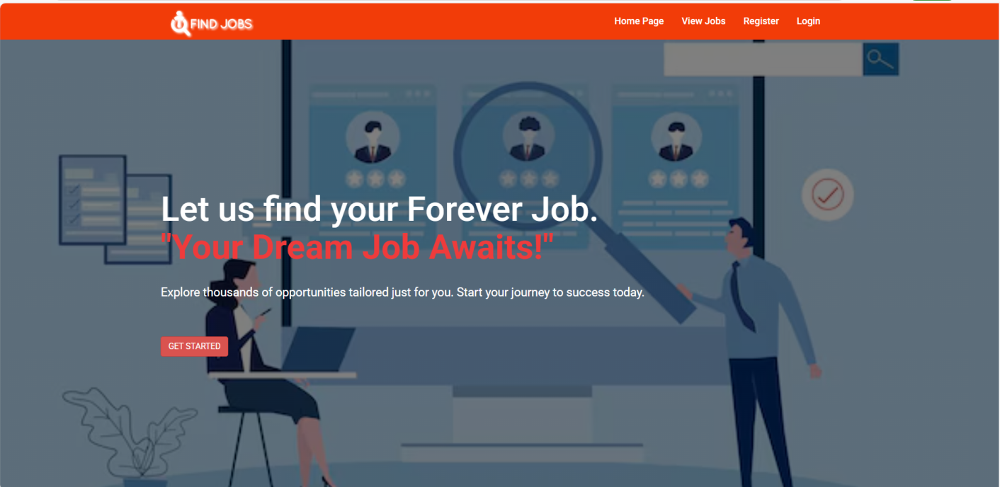 U FIND JOBS
Home Page View Jobs Register Login
Let us find your Forever Job.
"Your Dream Job Awaits!"
Explore thousands of opportunities tailored just for you. Start your journey to success today.
GET STARTED